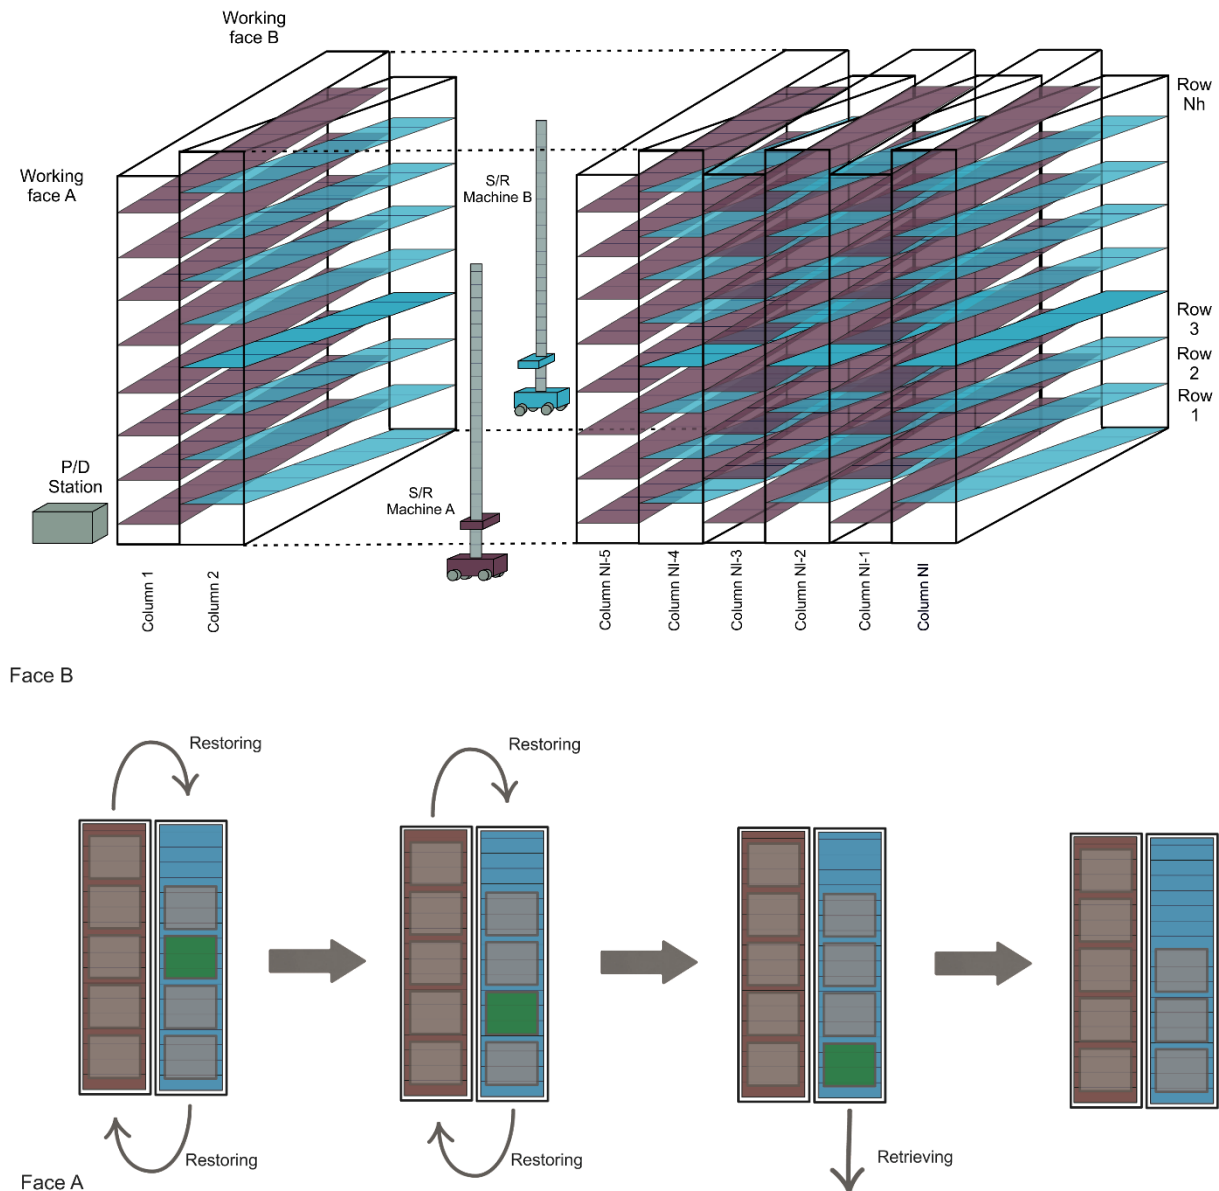 Working
face B
Row
Nh
Working
face A
S/R
Machine B
Row
3
Row
2
Row
1
P/D
Station
S/R
Machine A
Column 1
Column 2
Column Nl-5
Column Nl-4
Column Nl-3
Column Nl-2
Column Nl-1
Column Nl
Face B
Restoring
Restoring
Restoring
Restoring
Retrieving
Face A